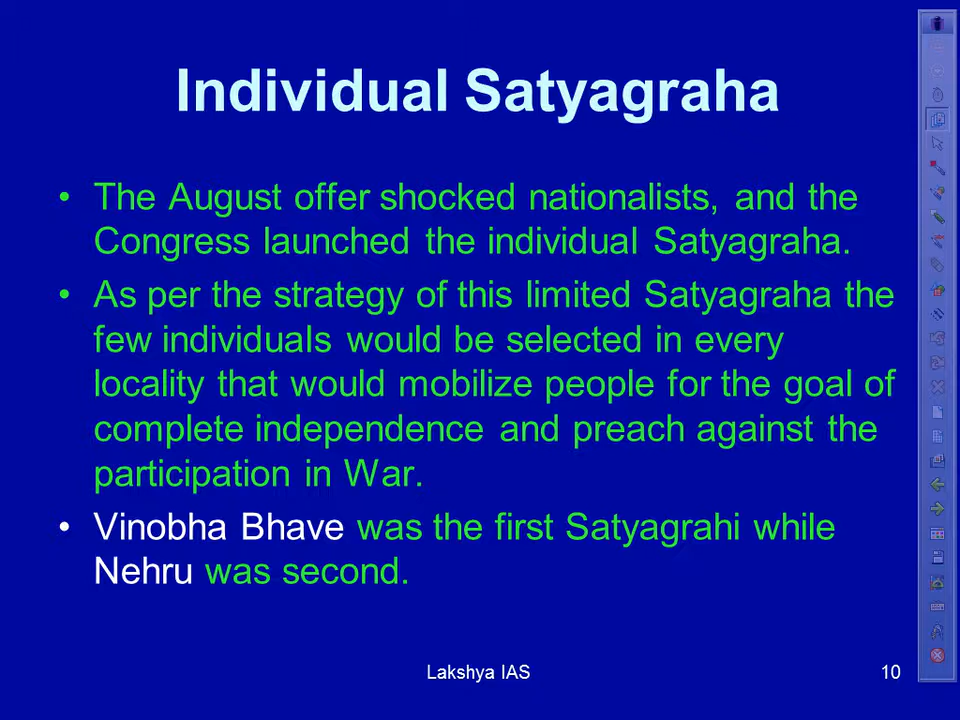 Individual Satyagraha
• The August offer shocked nationalists, and the
Congress launched the individual Satyagraha.
• As per the strategy of this limited Satyagraha the
few individuals would be selected in every
locality that would mobilize people for the goal of
complete independence and preach against the
participation in War.
• Vinobha Bhave was the first Satyagrahi while
Nehru was second.
Lakshya IAS
10